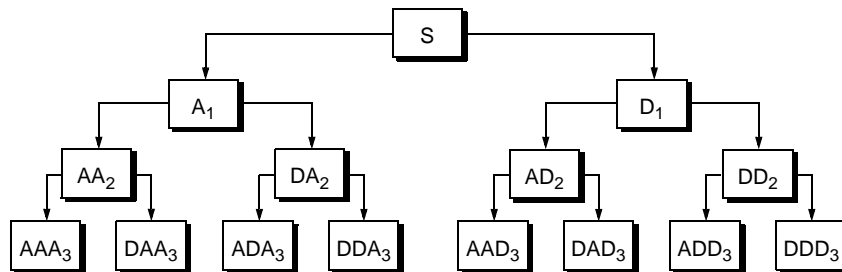 S
A₁ D₁
AA₂ DA₂ AD₂ DD₂
AAA₃ DAA₃ ADA₃ DDA₃ AAD₃ DAD₃ ADD₃ DDD₃